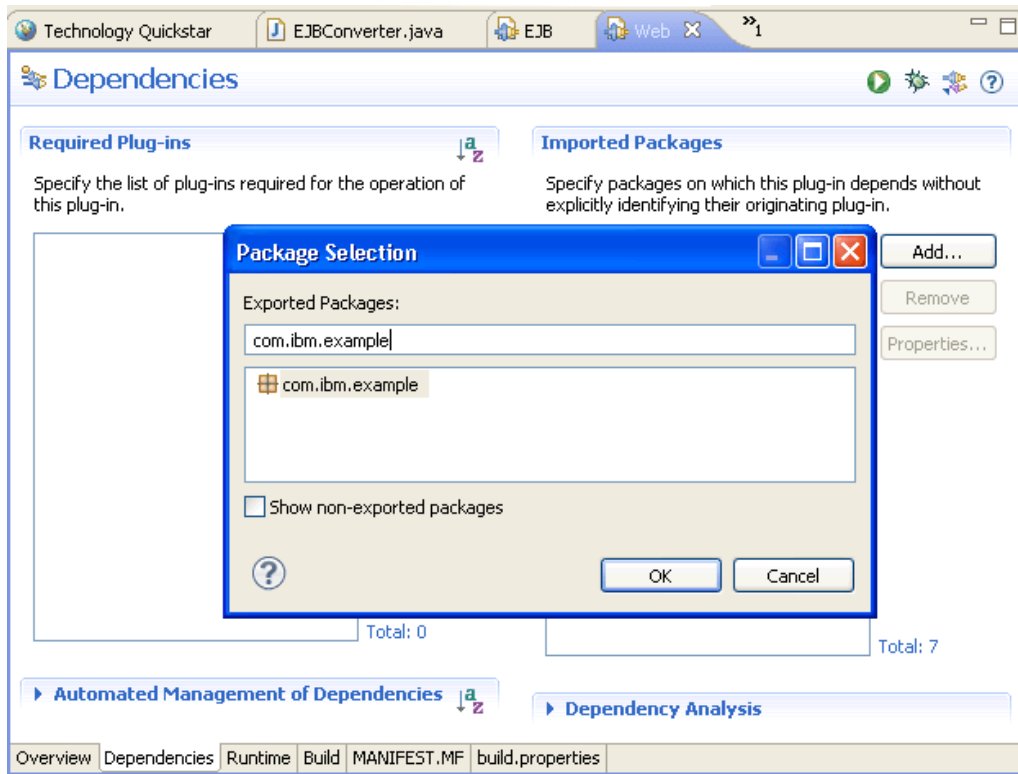 Technology Quickstar EJBConverter.java EJB Web »1
Dependencies
Required Plug-ins
Specify the list of plug-ins required for the operation of
this plug-in.
Total: 0
Imported Packages
Specify packages on which this plug-in depends without
explicitly identifying their originating plug-in.
Add...
Remove
Properties...
Total: 7
Package Selection
Exported Packages:
com.ibm.example
com.ibm.example
Show non-exported packages
OK Cancel
Automated Management of Dependencies
Dependency Analysis
Overview Dependencies Runtime Build MANIFEST.MF build.properties